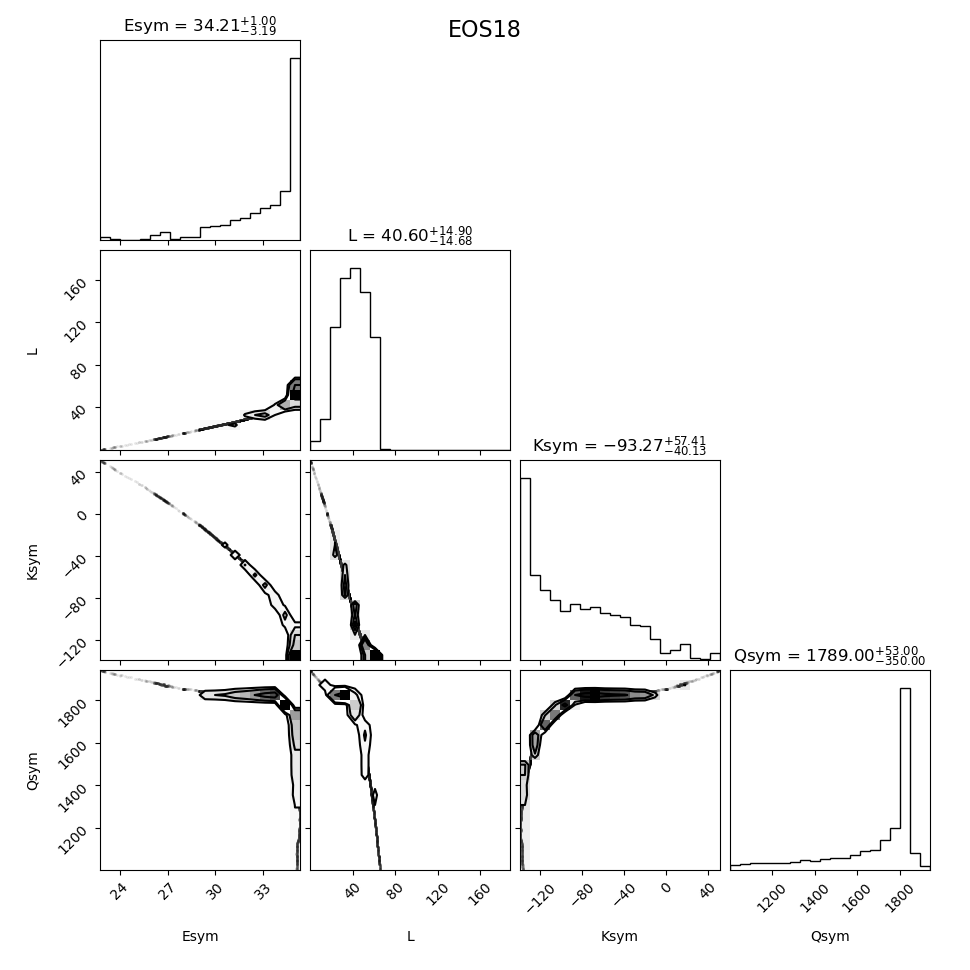 EOS18
Esym = 34.21+1.00−3.19
L = 40.60+14.90−14.68
160
120
80
40
L
Ksym = −93.27+57.41−40.13
40
0
−40
−80
−120
Ksym
Qsym = 1789.00+53.00−350.00
1800
1600
1400
1200
Qsym
24 27 30 33
40 80 120 160
−120 −80 −40 0 40
1200 1400 1600 1800
Esym L Ksym Qsym